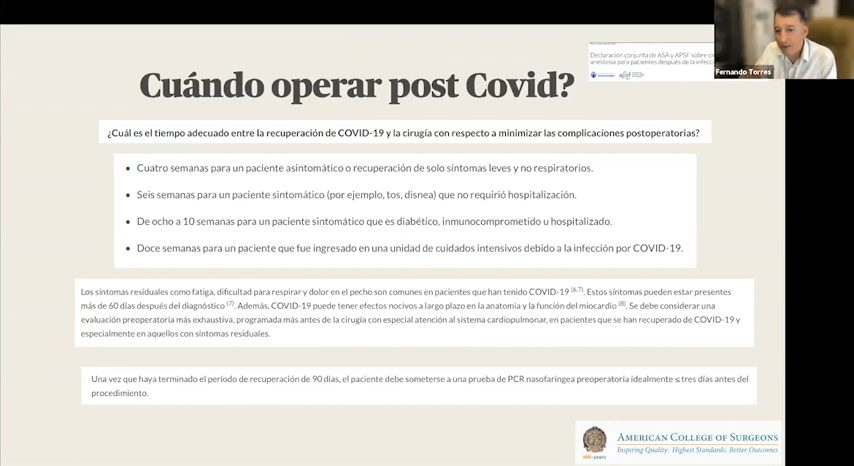 Declaración conjunta de ASA y APSF sobre
anestesia para pacientes después de la
Fernando Torres
Cuándo operar post Covid?
¿Cuál es el tiempo adecuado entre la recuperación de COVID-19 y la cirugía con respecto a minimizar las complicaciones postoperatorias?
• Cuatro semanas para un paciente asintomático o recuperación de solo síntomas leves y no respiratorios.
• Seis semanas para un paciente sintomático (por ejemplo, tos, disnea) que no requirió hospitalización.
• De ocho a 10 semanas para un paciente sintomático que es diabético, inmunocomprometido u hospitalizado.
• Doce semanas para un paciente que fue ingresado en una unidad de cuidados intensivos debido a la infección por COVID-19.
Los síntomas residuales como fatiga, dificultad para respirar y dolor en el pecho son comunes en pacientes que han tenido COVID-19 (6,7). Estos síntomas pueden estar presentes
más de 60 días después del diagnóstico (7). Además, COVID-19 puede tener efectos nocivos a largo plazo en la anatomía y la función del miocardio (8). Se debe considerar una
evaluación preoperatoria más exhaustiva, programada más antes de la cirugía con especial atención al sistema cardiopulmonar, en pacientes que se han recuperado de COVID-19 y
especialmente en aquellos con síntomas residuales.
Una vez que haya terminado el período de recuperación de 90 días, el paciente debe someterse a una prueba de PCR nasofaríngea preoperatoria idealmente ≤ tres días antes del
procedimiento.
AMERICAN COLLEGE OF SURGEONS
Inspiring Quality: Highest Standards, Better Outcomes